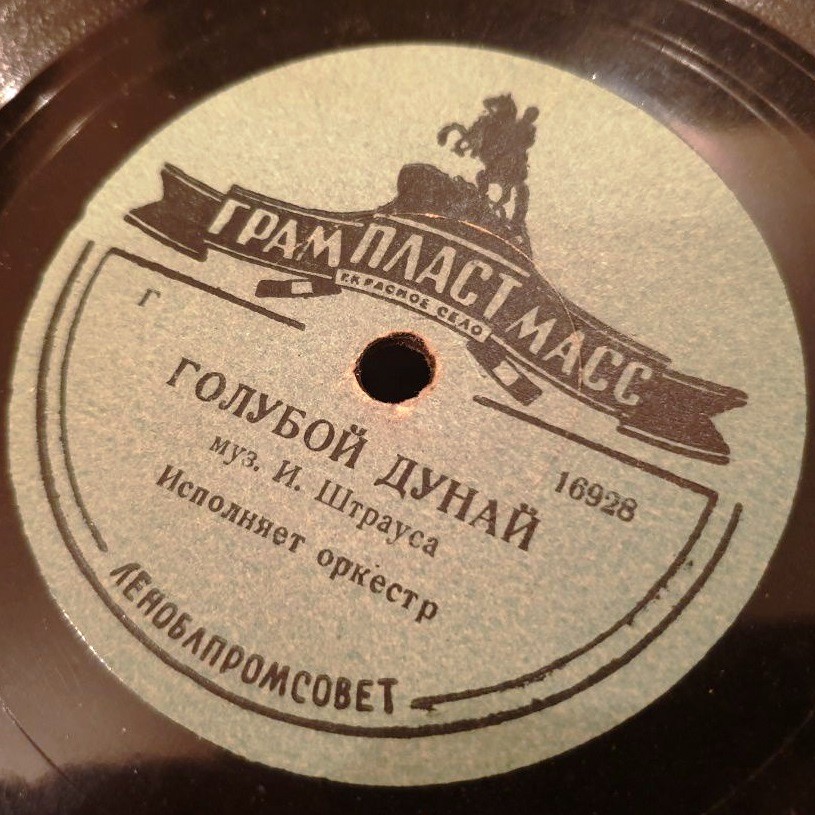 ГРАМПЛАСТМАСС
Г. КРАСНОЕ СЕЛО
Г
16928
ГОЛУБОЙ ДУНАЙ
муз. И. Штрауса
Исполняет оркестр
ЛЕНОБЛПРОМСОВЕТ